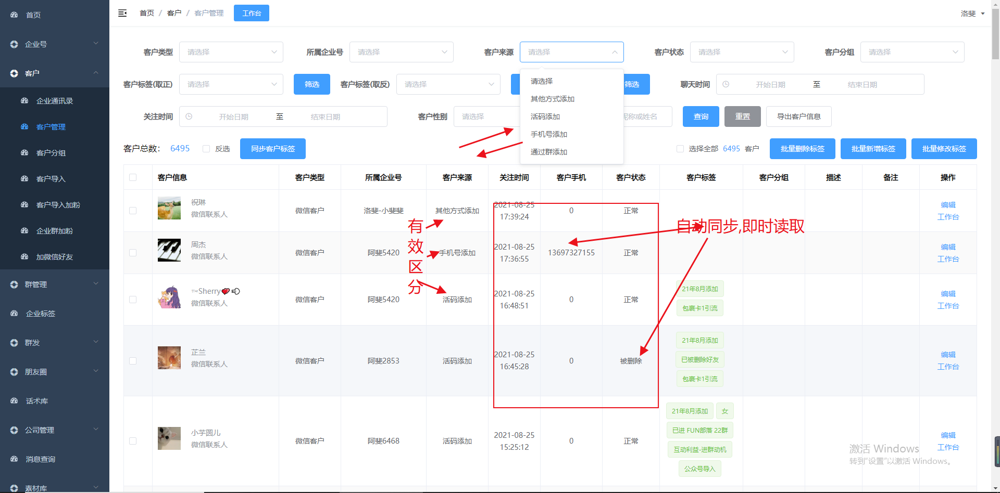 首页
企业号
客户
企业通讯录
客户管理
客户分组
客户导入
客户导入加粉
企业群加粉
加微信好友
群管理
企业标签
群发
朋友圈
话术库
公司管理
消息查询
素材库
首页 / 客户 / 客户管理 工作台
洛斐
客户类型 请选择 所属企业号 请选择 客户来源 请选择 客户状态 请选择 客户分组 请选择
客户标签(取正) 请选择 筛选 客户标签(取反) 请选择 筛选 聊天时间 开始日期 至 结束日期
关注时间 开始日期 至 结束日期 客户性别 请选择 昵称或姓名 查询 重置 导出客户信息
请选择
其他方式添加
活码添加
手机号添加
通过群添加
客户总数: 6495 反选 同步客户标签 选择全部 6495 客户 批量删除标签 批量新增标签 批量修改标签
客户信息 客户类型 所属企业号 客户来源 关注时间 客户手机 客户状态 客户标签 客户分组 描述 备注 操作
祝琳
微信联系人
微信客户 洛斐-小斐斐 其他方式添加
2021-08-25
17:39:24
0 正常
编辑
工作台
周杰
微信联系人
微信客户 阿斐5420 手机号添加
2021-08-25
17:36:55
13697327155 正常
编辑
工作台
Sherry
微信联系人
微信客户 阿斐5420 活码添加
2021-08-25
16:48:51
0 正常
21年8月添加
包裹卡1引流
编辑
工作台
芷兰
微信联系人
微信客户 阿斐2853 活码添加
2021-08-25
16:45:28
0 被删除
21年8月添加
已被删除好友
包裹卡1引流
编辑
工作台
小芋圆儿
微信联系人
微信客户 阿斐6468 活码添加
2021-08-25
15:25:12
0 正常
21年8月添加 女
已进 FUN部落 22群
互动利益-进群动机
公众号导入
编辑
工作台
有
效
区
分
自动同步,即时读取
激活 Windows
转到"设置"以激活 Windows。